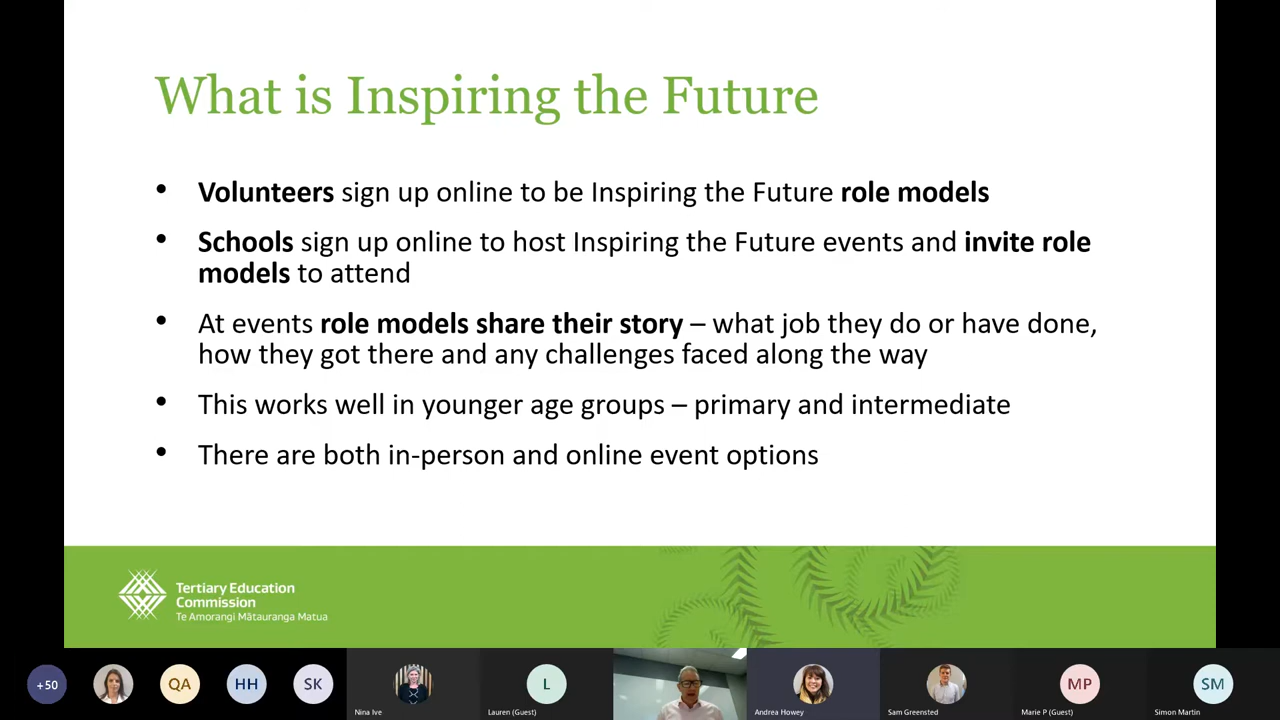 What is Inspiring the Future
• Volunteers sign up online to be Inspiring the Future role models
• Schools sign up online to host Inspiring the Future events and invite role
models to attend
• At events role models share their story – what job they do or have done,
how they got there and any challenges faced along the way
• This works well in younger age groups – primary and intermediate
• There are both in-person and online event options
Tertiary Education
Commission
Te Amorangi Mātauranga Matua
+50
QA
HH
SK
L
MP
SM
Nina Ive
Lauren (Guest)
Andrea Howey
Sam Greensted
Marie P (Guest)
Simon Martin